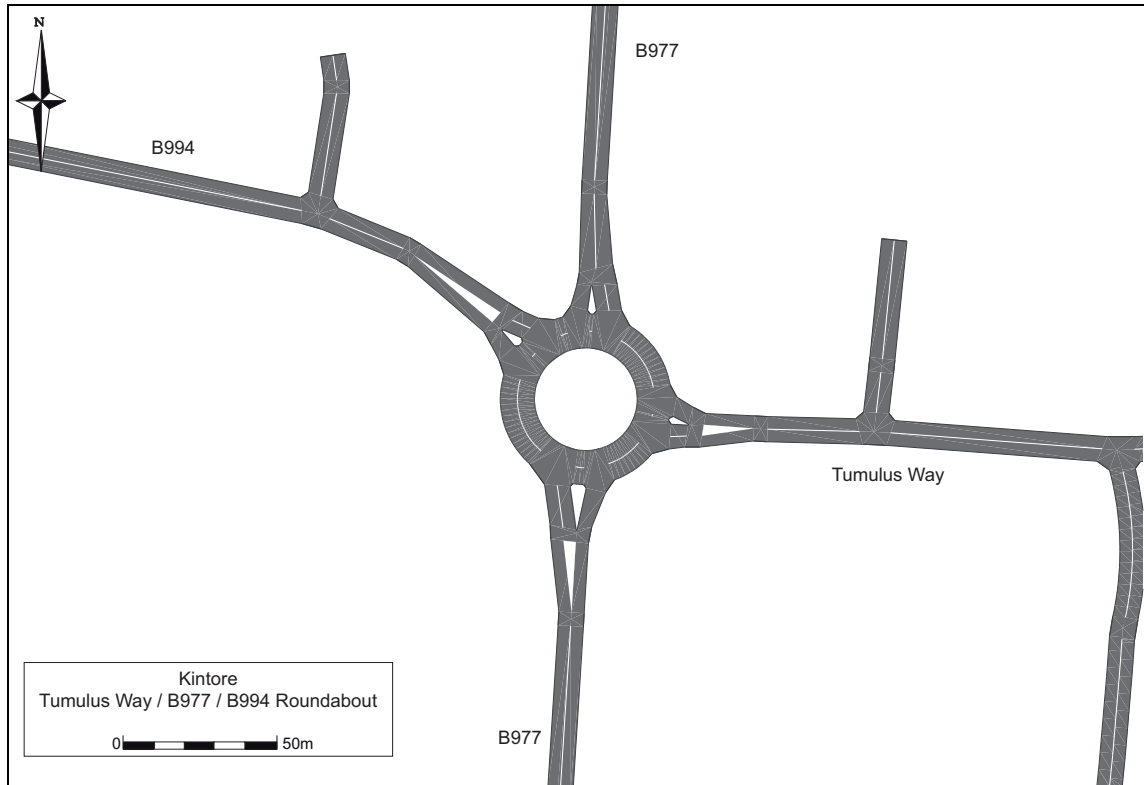 N
B977
B994
Tumulus Way
Kintore
Tumulus Way / B977 / B994 Roundabout
0 50m
B977